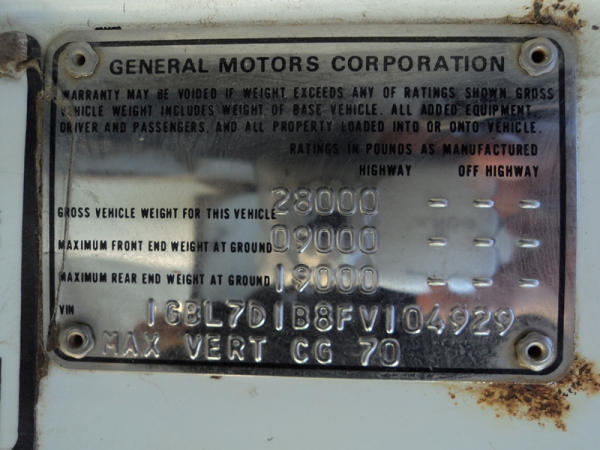 GENERAL MOTORS CORPORATION
WARRANTY MAY BE VOIDED IF WEIGHT EXCEEDS ANY OF RATINGS SHOWN. GROSS
VEHICLE WEIGHT INCLUDES WEIGHT OF BASE VEHICLE. ALL ADDED EQUIPMENT,
DRIVER AND PASSENGERS, AND ALL PROPERTY LOADED INTO OR ONTO VEHICLE.
RATINGS IN POUNDS AS MANUFACTURED
HIGHWAY OFF HIGHWAY
GROSS VEHICLE WEIGHT FOR THIS VEHICLE 28000 - - -
MAXIMUM FRONT END WEIGHT AT GROUND 09000 - - -
MAXIMUM REAR END WEIGHT AT GROUND 19000 - - -
VIN 1GBL7D1B8FV104929
MAX VERT CG 70